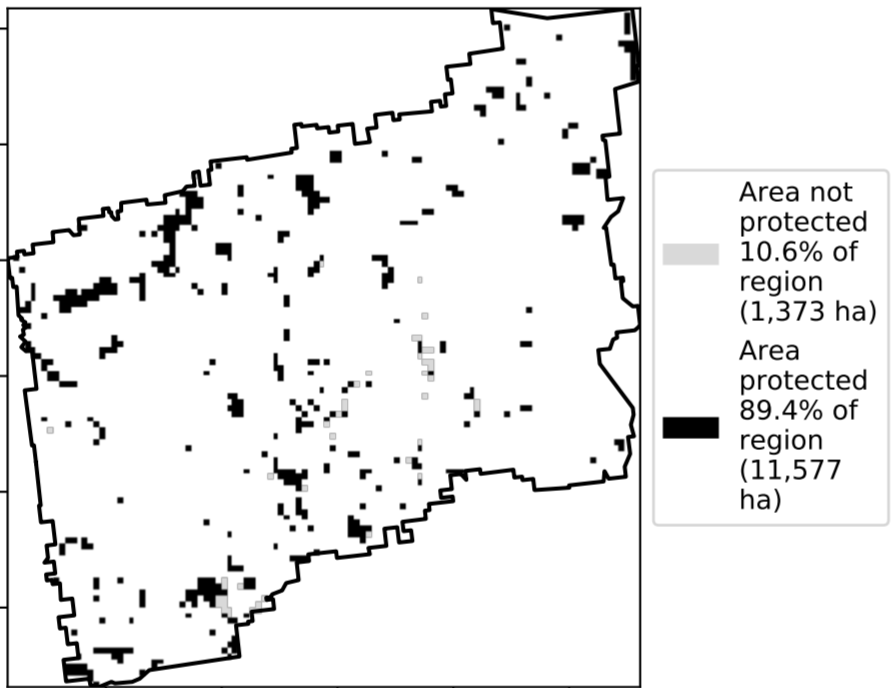 Area not
protected
10.6% of
region
(1,373 ha)
Area
protected
89.4% of
region
(11,577
ha)